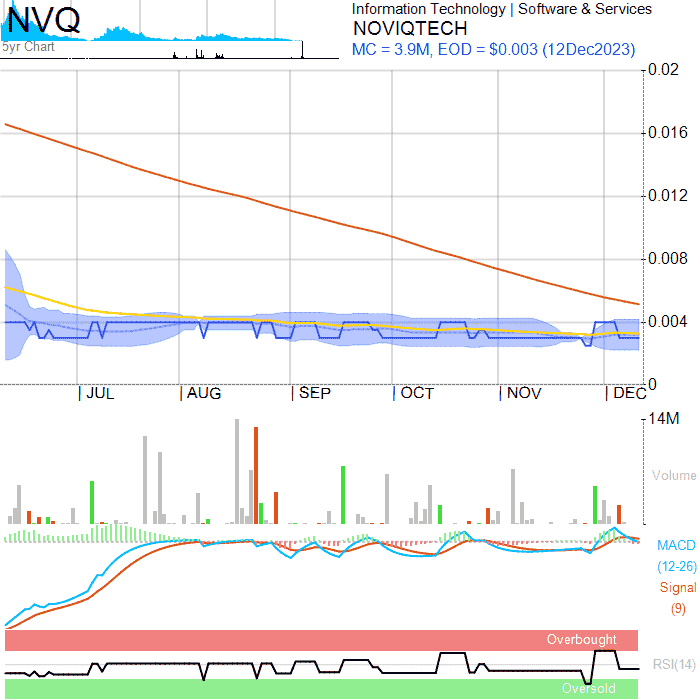 NVQ
5yr Chart
Information Technology | Software & Services
NOVIQTECH
MC = 3.9M, EOD = $0.003 (12Dec2023)
0.02
0.016
0.012
0.008
0.004
0
JUL
AUG
SEP
OCT
NOV
DEC
14M
Volume
MACD
(12-26)
Signal
(9)
Overbought
RSI(14)
Oversold